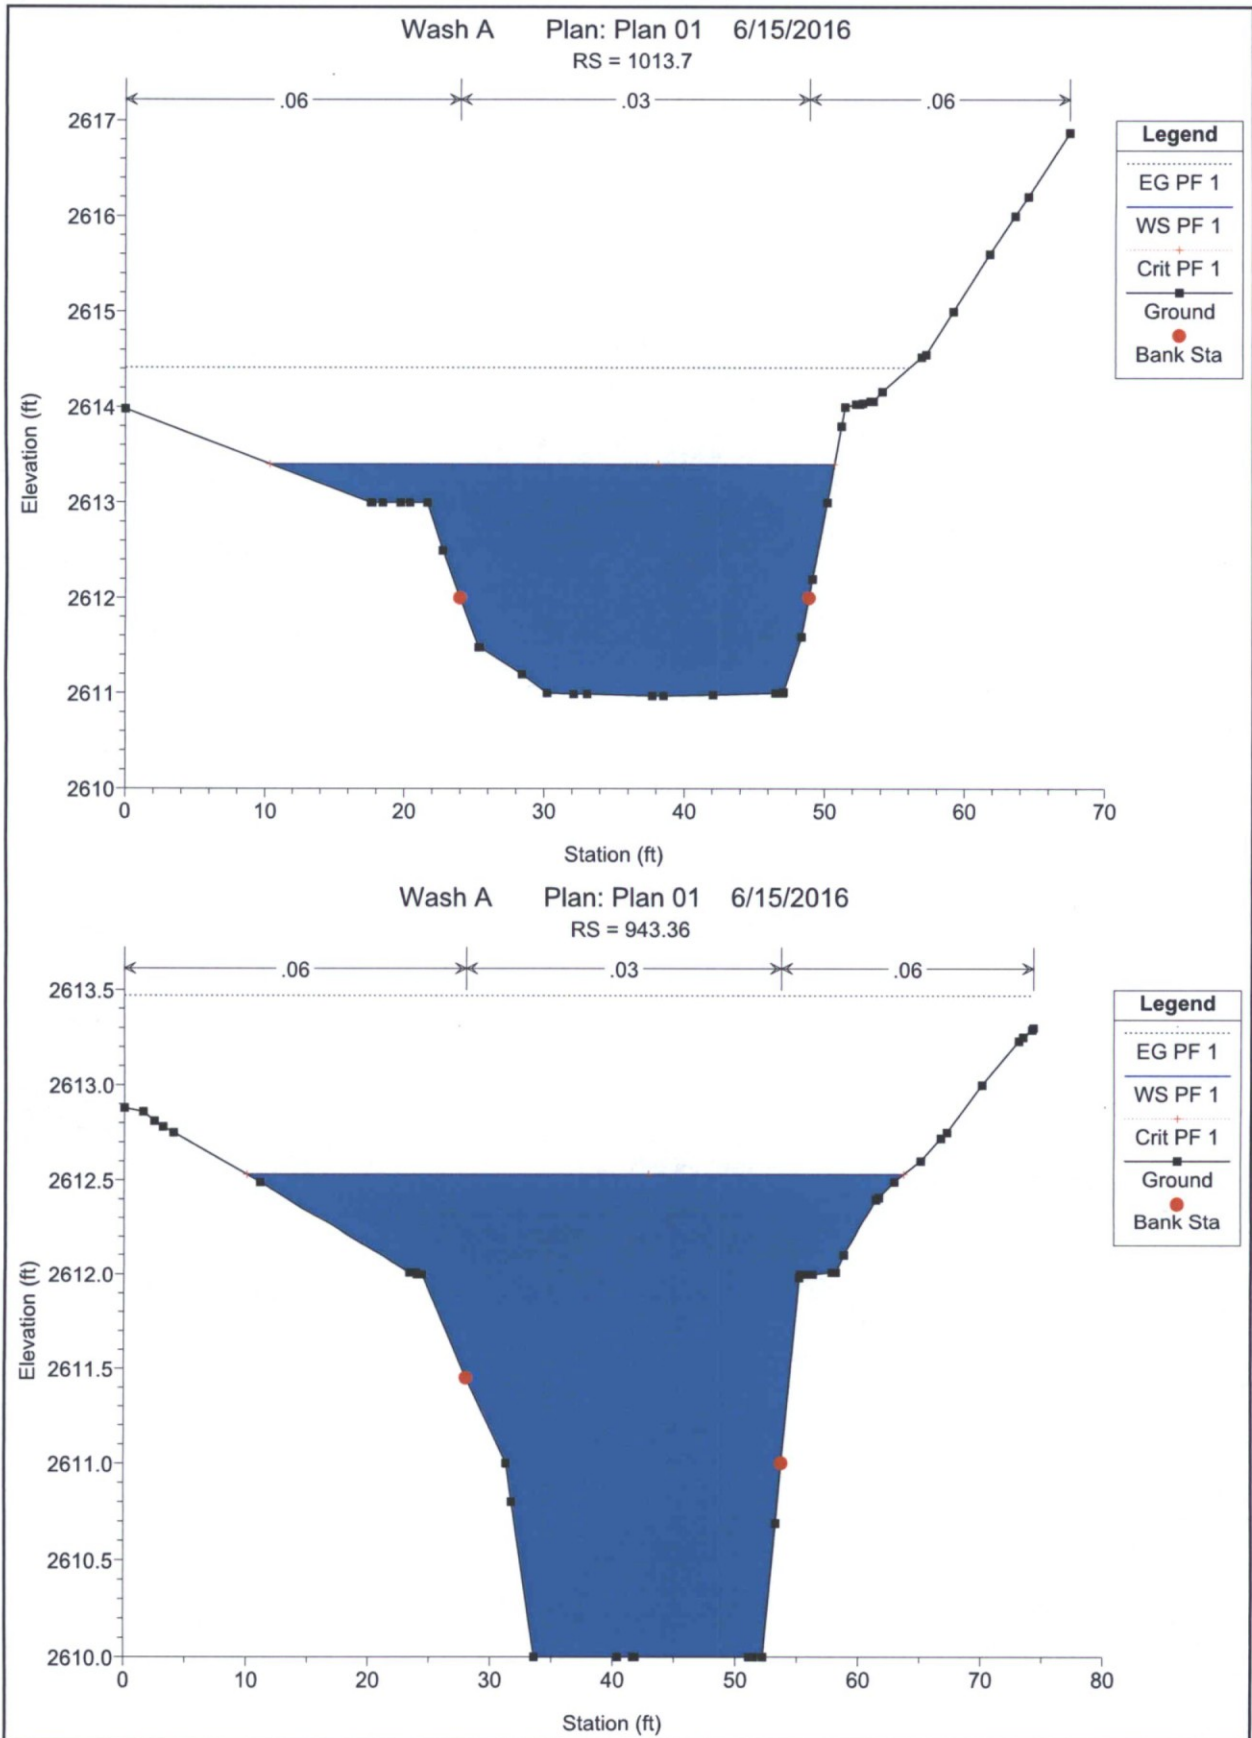 Wash A Plan: Plan 01 6/15/2016
RS = 1013.7
.06 .03 .06
2617
2616
2615
2614
2613
2612
2611
2610
Elevation (ft)
0 10 20 30 40 50 60 70
Station (ft)
Legend
EG PF 1
WS PF 1
Crit PF 1
Ground
Bank Sta
Wash A Plan: Plan 01 6/15/2016
RS = 943.36
.06 .03 .06
2613.5
2613.0
2612.5
2612.0
2611.5
2611.0
2610.5
2610.0
Elevation (ft)
0 10 20 30 40 50 60 70 80
Station (ft)
Legend
EG PF 1
WS PF 1
Crit PF 1
Ground
Bank Sta